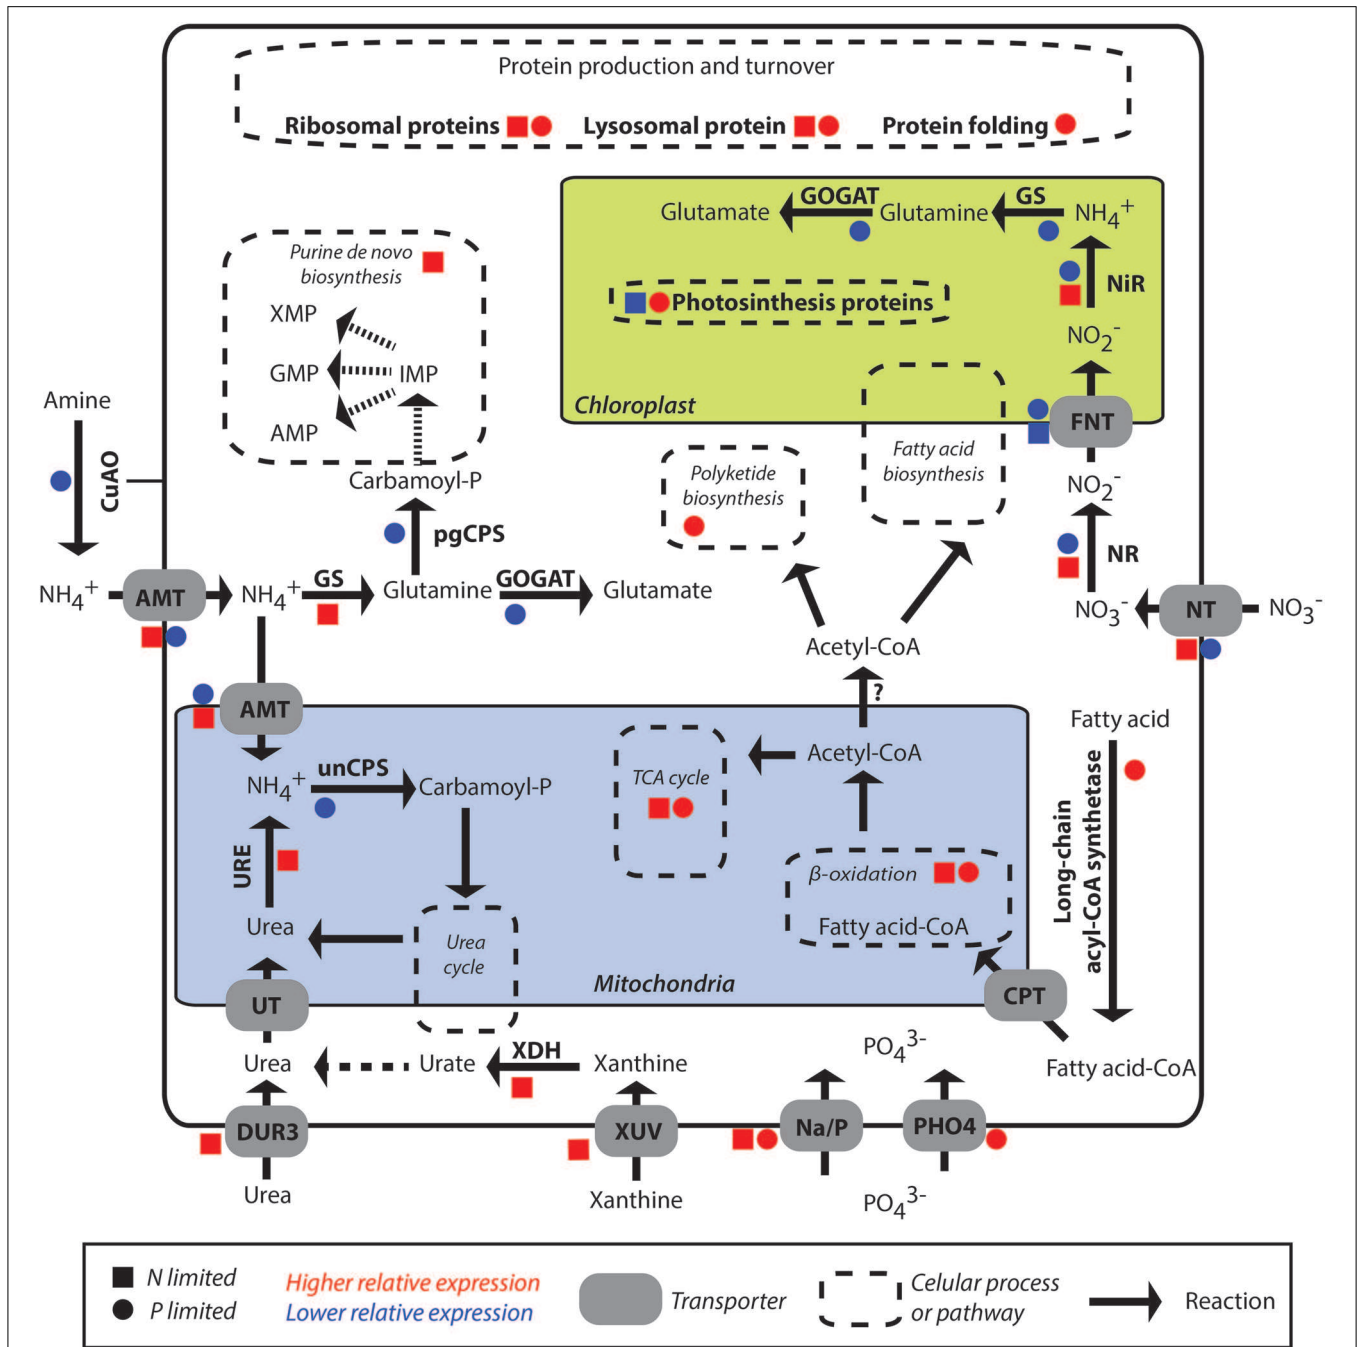 Protein production and turnover
Ribosomal proteins Lysosomal protein Protein folding
GOGAT GS
Glutamate Glutamine NH4+
Purine de novo
biosynthesis
NiR
Photosinthesis proteins
XMP
NO2-
GMP IMP
Chloroplast
AMP
FNT
Amine
CuAO
Carbamoyl-P
Polyketide
biosynthesis
Fatty acid
biosynthesis
NO2-
pgCPS
NR
NH4+ AMT NH4+ GS Glutamine GOGAT Glutamate
NO3- NT NO3-
Acetyl-CoA
?
AMT
Fatty acid
NH4+ unCPS Carbamoyl-P
TCA cycle
Acetyl-CoA
URE
β-oxidation
Fatty acid-CoA
Long-chain
acyl-CoA synthetase
Urea
Urea
cycle
Mitochondria
UT
CPT
Urea Urate XDH Xanthine
PO43-
Fatty acid-CoA
DUR3 XUV Na/P PHO4
Urea Xanthine PO43-
N limited
P limited
Higher relative expression
Lower relative expression
Transporter
Celular process
or pathway
Reaction